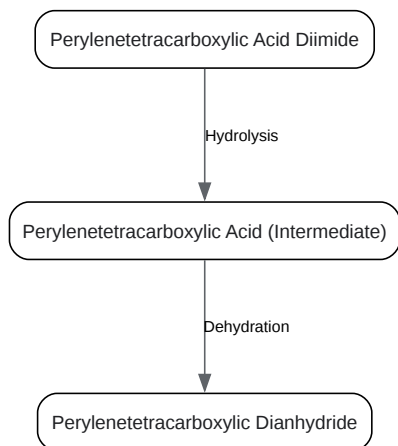 Perylenetetracarboxylic Acid Diimide
Hydrolysis
Perylenetetracarboxylic Acid (Intermediate)
Dehydration
Perylenetetracarboxylic Dianhydride